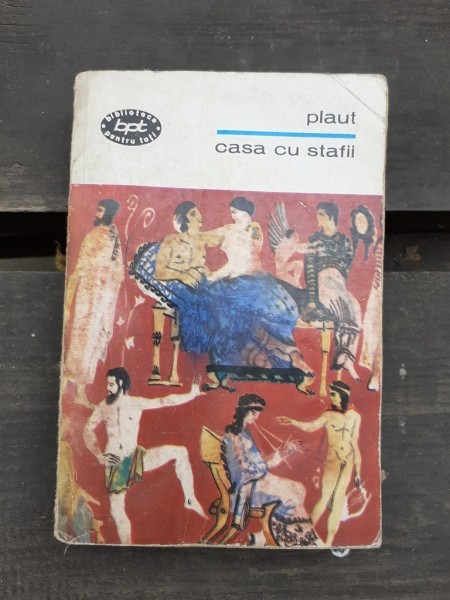 biblioteca
bpt
pentru toți
plaut
casa cu stafii